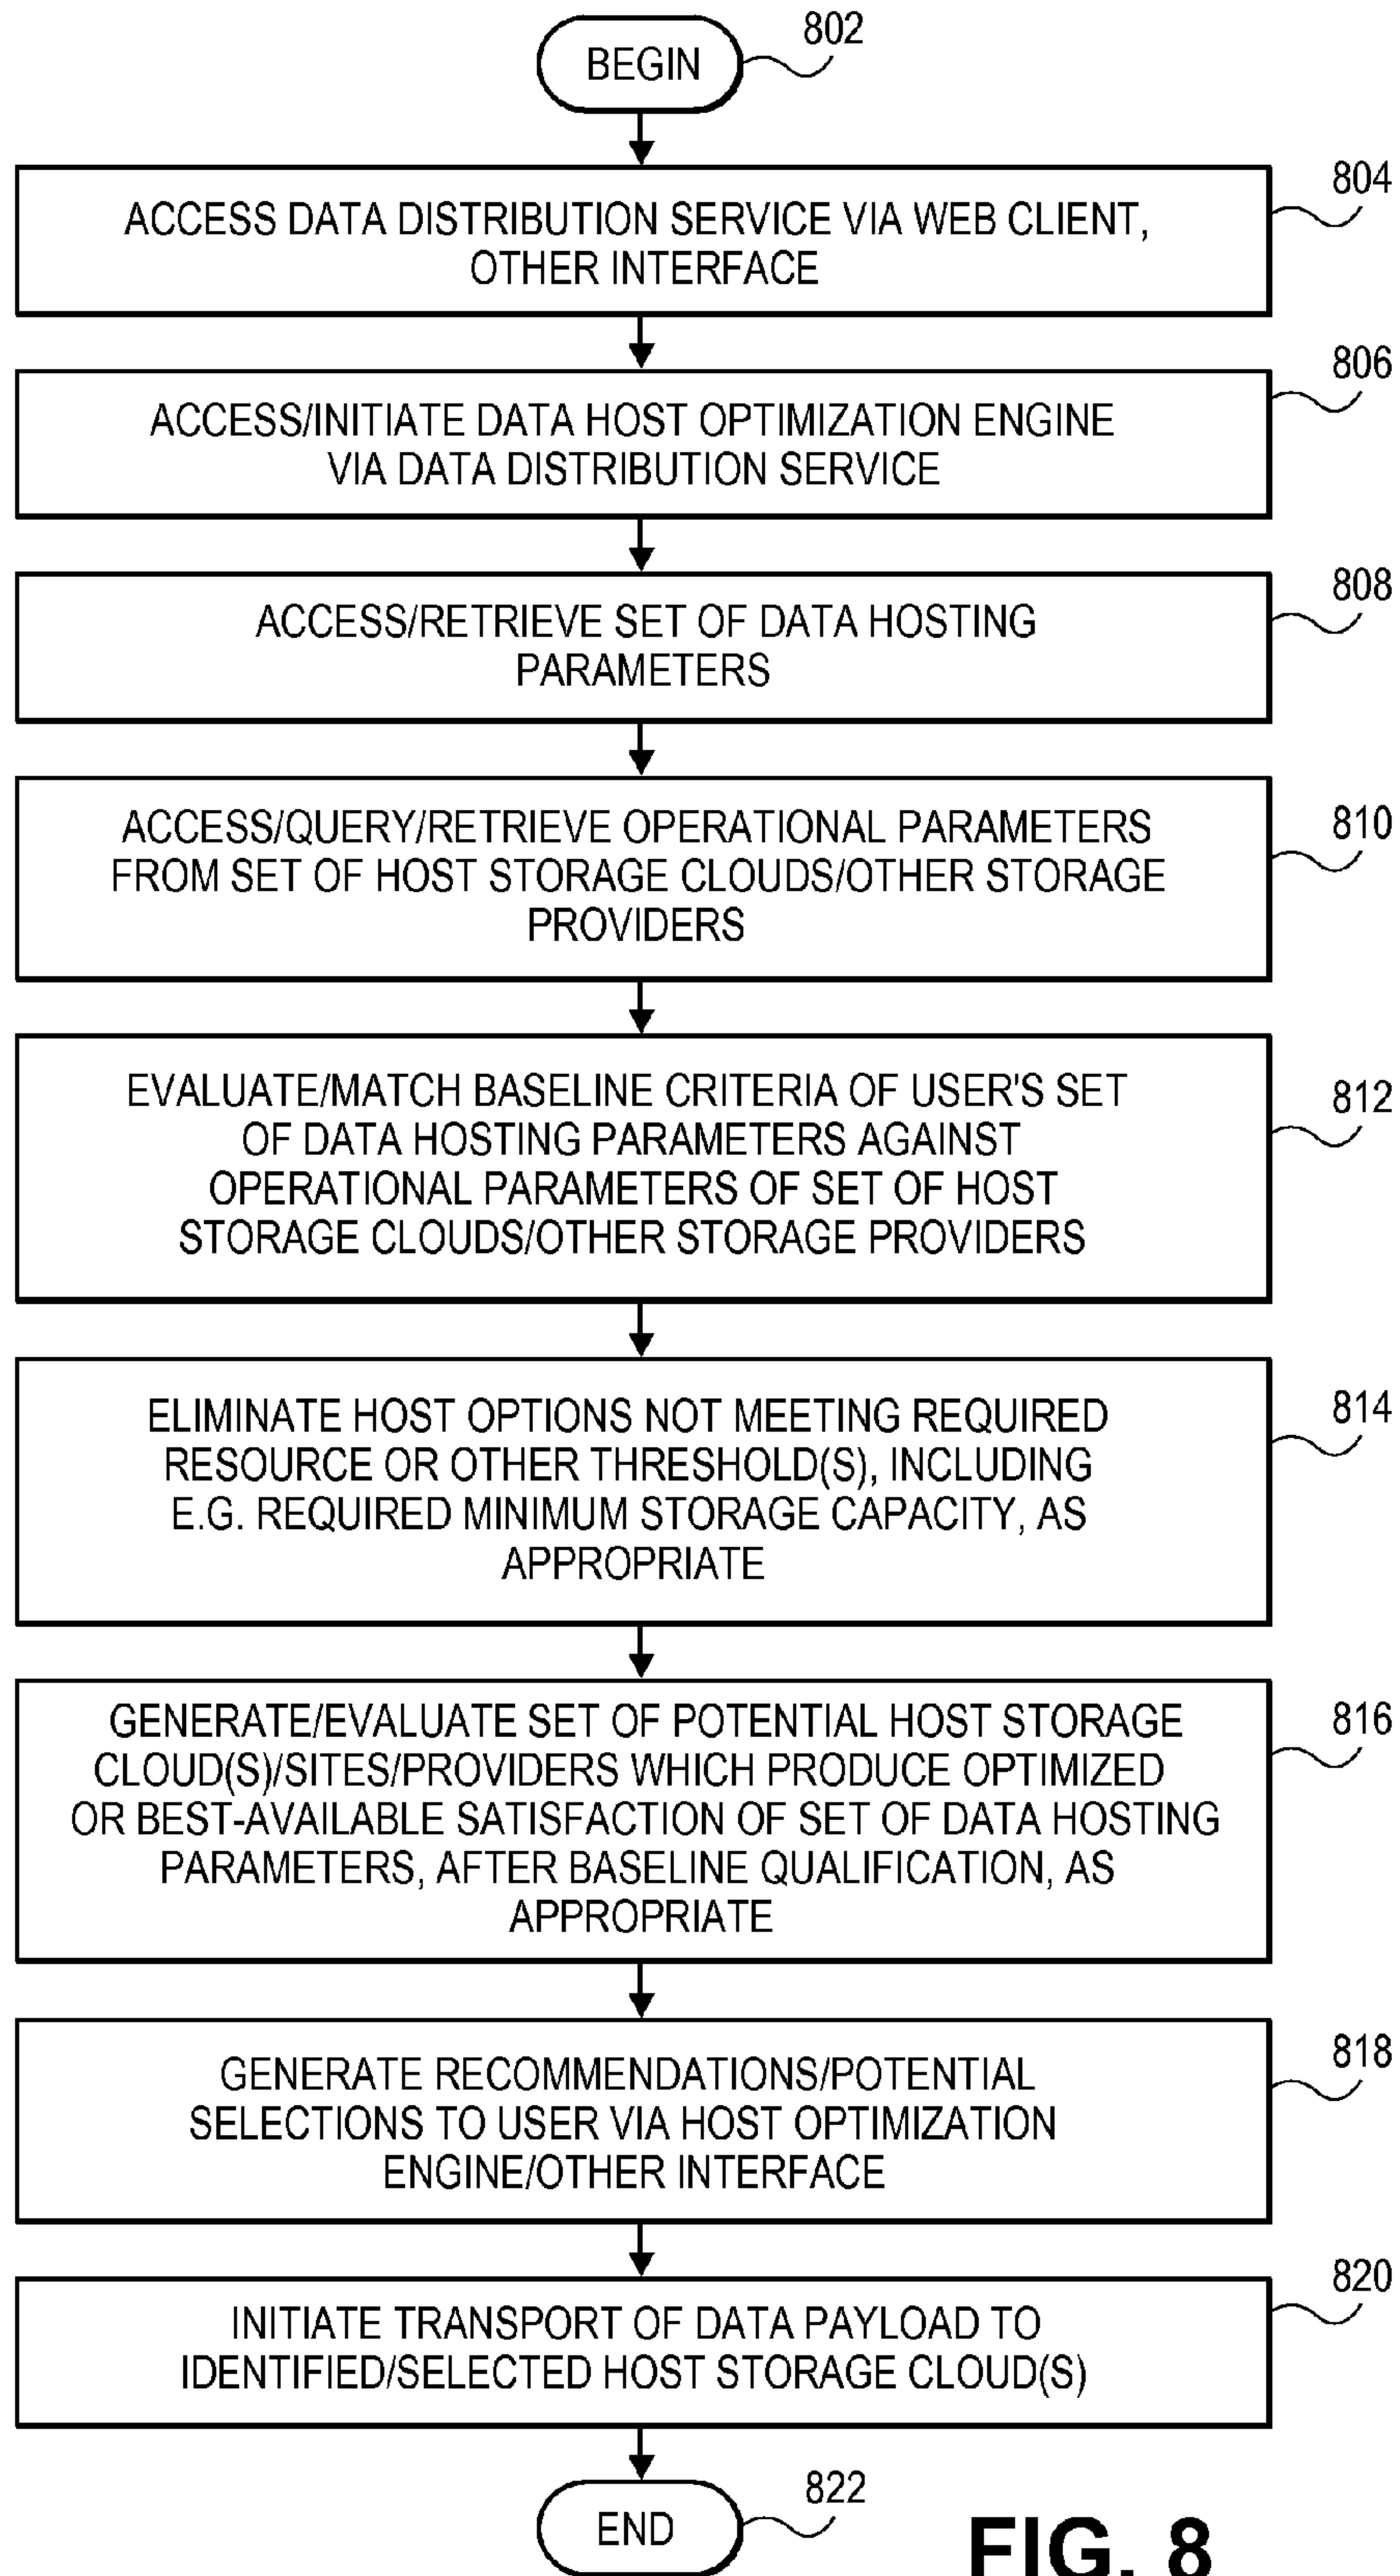 BEGIN
802
ACCESS DATA DISTRIBUTION SERVICE VIA WEB CLIENT,
OTHER INTERFACE
804
ACCESS/INITIATE DATA HOST OPTIMIZATION ENGINE
VIA DATA DISTRIBUTION SERVICE
806
ACCESS/RETRIEVE SET OF DATA HOSTING
PARAMETERS
808
ACCESS/QUERY/RETRIEVE OPERATIONAL PARAMETERS
FROM SET OF HOST STORAGE CLOUDS/OTHER STORAGE
PROVIDERS
810
EVALUATE/MATCH BASELINE CRITERIA OF USER'S SET
OF DATA HOSTING PARAMETERS AGAINST
OPERATIONAL PARAMETERS OF SET OF HOST
STORAGE CLOUDS/OTHER STORAGE PROVIDERS
812
ELIMINATE HOST OPTIONS NOT MEETING REQUIRED
RESOURCE OR OTHER THRESHOLD(S), INCLUDING
E.G. REQUIRED MINIMUM STORAGE CAPACITY, AS
APPROPRIATE
814
GENERATE/EVALUATE SET OF POTENTIAL HOST STORAGE
CLOUD(S)/SITES/PROVIDERS WHICH PRODUCE OPTIMIZED
OR BEST-AVAILABLE SATISFACTION OF SET OF DATA HOSTING
PARAMETERS, AFTER BASELINE QUALIFICATION, AS
APPROPRIATE
816
GENERATE RECOMMENDATIONS/POTENTIAL
SELECTIONS TO USER VIA HOST OPTIMIZATION
ENGINE/OTHER INTERFACE
818
INITIATE TRANSPORT OF DATA PAYLOAD TO
IDENTIFIED/SELECTED HOST STORAGE CLOUD(S)
820
END
822
FIG. 8